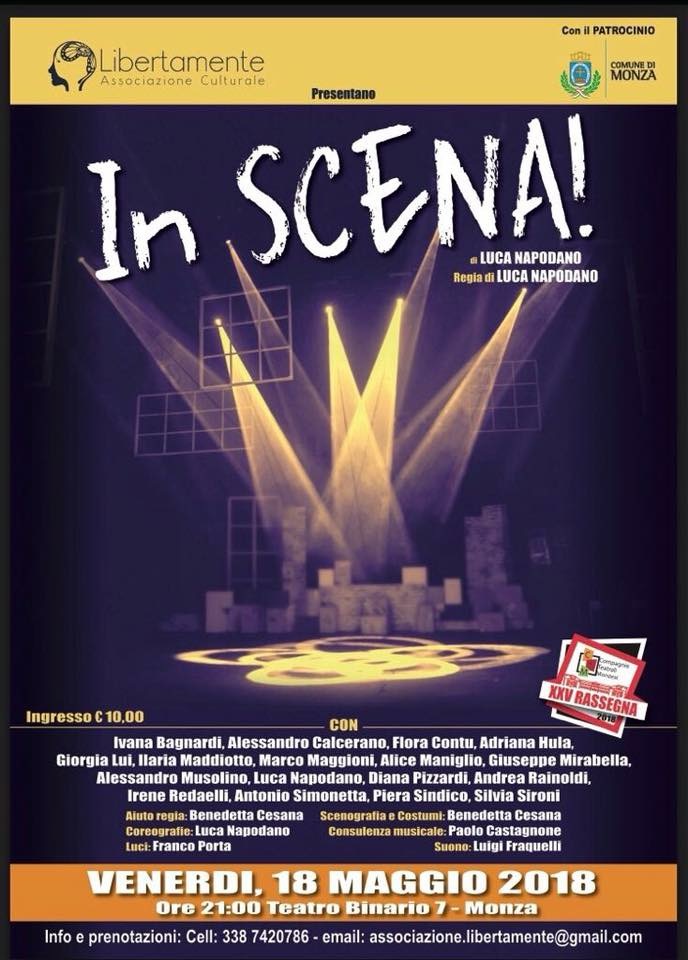 Libertamente
Associazione Culturale
Con il PATROCINIO
COMUNE DI
MONZA
Presentano
In SCENA!
di LUCA NAPODANO
Regia di LUCA NAPODANO
Compagnie
Teatrali
Monzesi
XXV RASSEGNA
2018
Ingresso € 10,00
CON
Ivana Bagnardi, Alessandro Calcerano, Flora Contu, Adriana Hula,
Giorgia Lui, Ilaria Maddiotto, Marco Maggioni, Alice Maniglio, Giuseppe Mirabella,
Alessandro Musolino, Luca Napodano, Diana Pizzardi, Andrea Rainoldi,
Irene Redaelli, Antonio Simonetta, Piera Sindico, Silvia Sironi
Aiuto regia: Benedetta Cesana Scenografia e Costumi: Benedetta Cesana
Coreografie: Luca Napodano Consulenza musicale: Paolo Castagnone
Luci: Franco Porta Suono: Luigi Fraquelli
VENERDI, 18 MAGGIO 2018
Ore 21:00 Teatro Binario 7 - Monza
Info e prenotazioni: Cell: 338 7420786 - email: associazione.libertamente@gmail.com